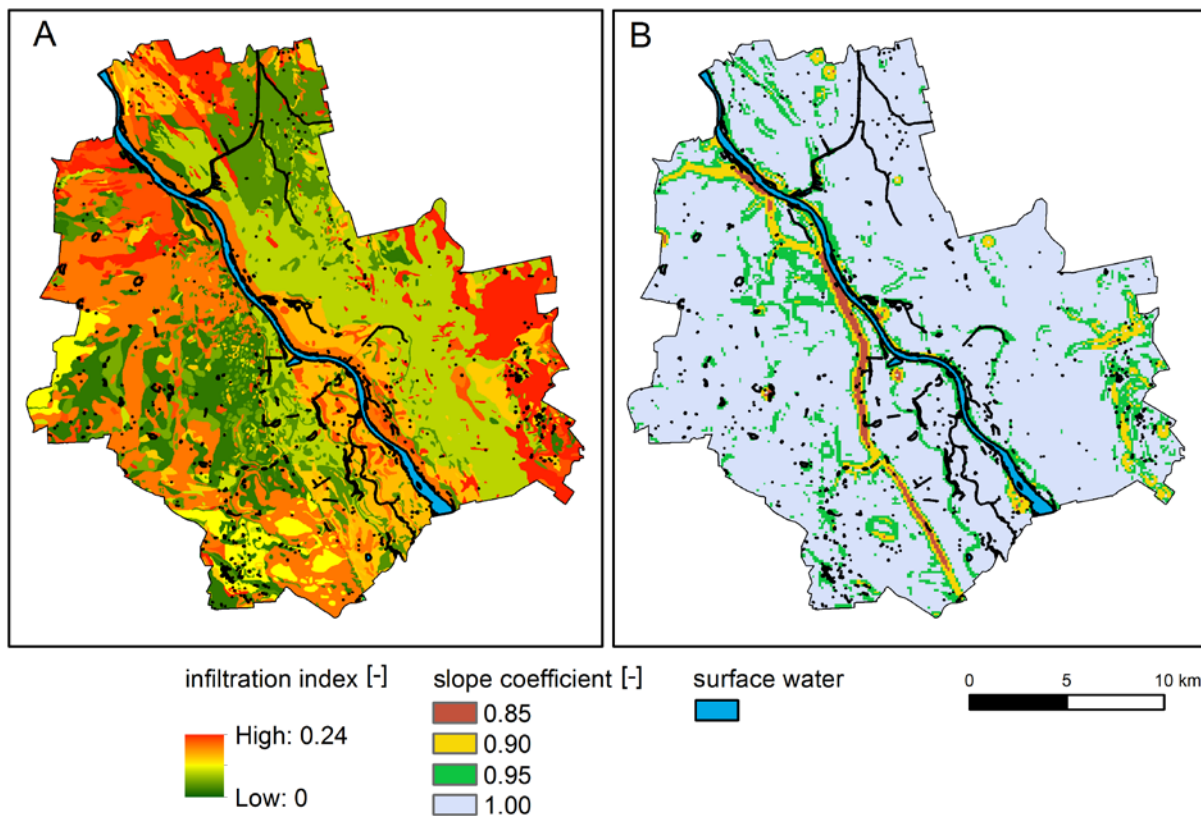 A
B
infiltration index [-]
High: 0.24
Low: 0
slope coefficient [-]
0.85
0.90
0.95
1.00
surface water
0 5 10 km